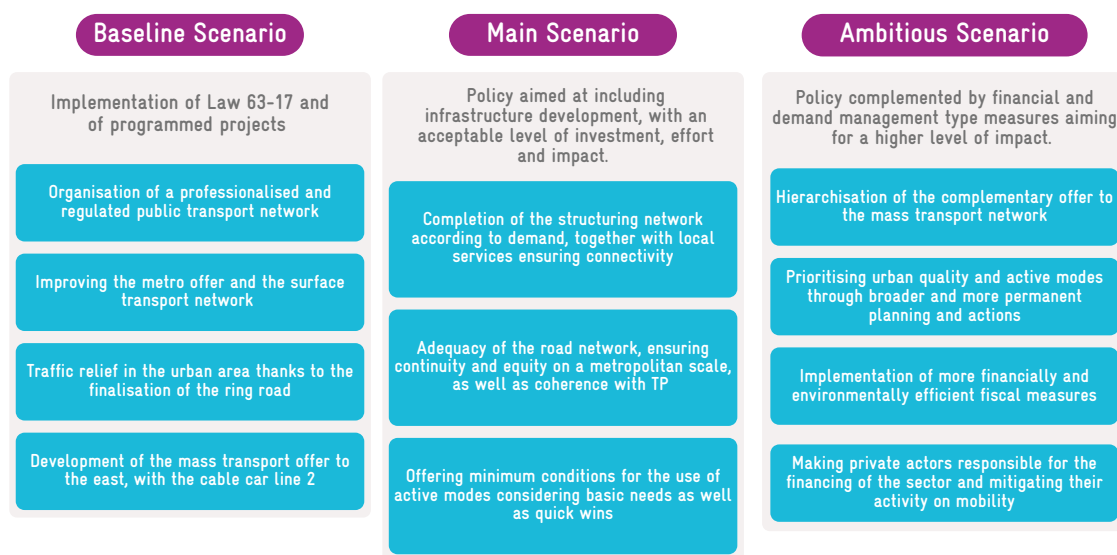 Baseline Scenario
Implementation of Law 63-17 and
of programmed projects
Organisation of a professionalised and
regulated public transport network
Improving the metro offer and the surface
transport network
Traffic relief in the urban area thanks to the
finalisation of the ring road
Development of the mass transport offer to
the east, with the cable car line 2
Main Scenario
Policy aimed at including
infrastructure development, with an
acceptable level of investment, effort
and impact.
Completion of the structuring network
according to demand, together with local
services ensuring connectivity
Adequacy of the road network, ensuring
continuity and equity on a metropolitan scale,
as well as coherence with TP
Offering minimum conditions for the use of
active modes considering basic needs as well
as quick wins
Ambitious Scenario
Policy complemented by financial and
demand management type measures aiming
for a higher level of impact.
Hierarchisation of the complementary offer to
the mass transport network
Prioritising urban quality and active modes
through broader and more permanent
planning and actions
Implementation of more financially and
environmentally efficient fiscal measures
Making private actors responsible for the
financing of the sector and mitigating their
activity on mobility